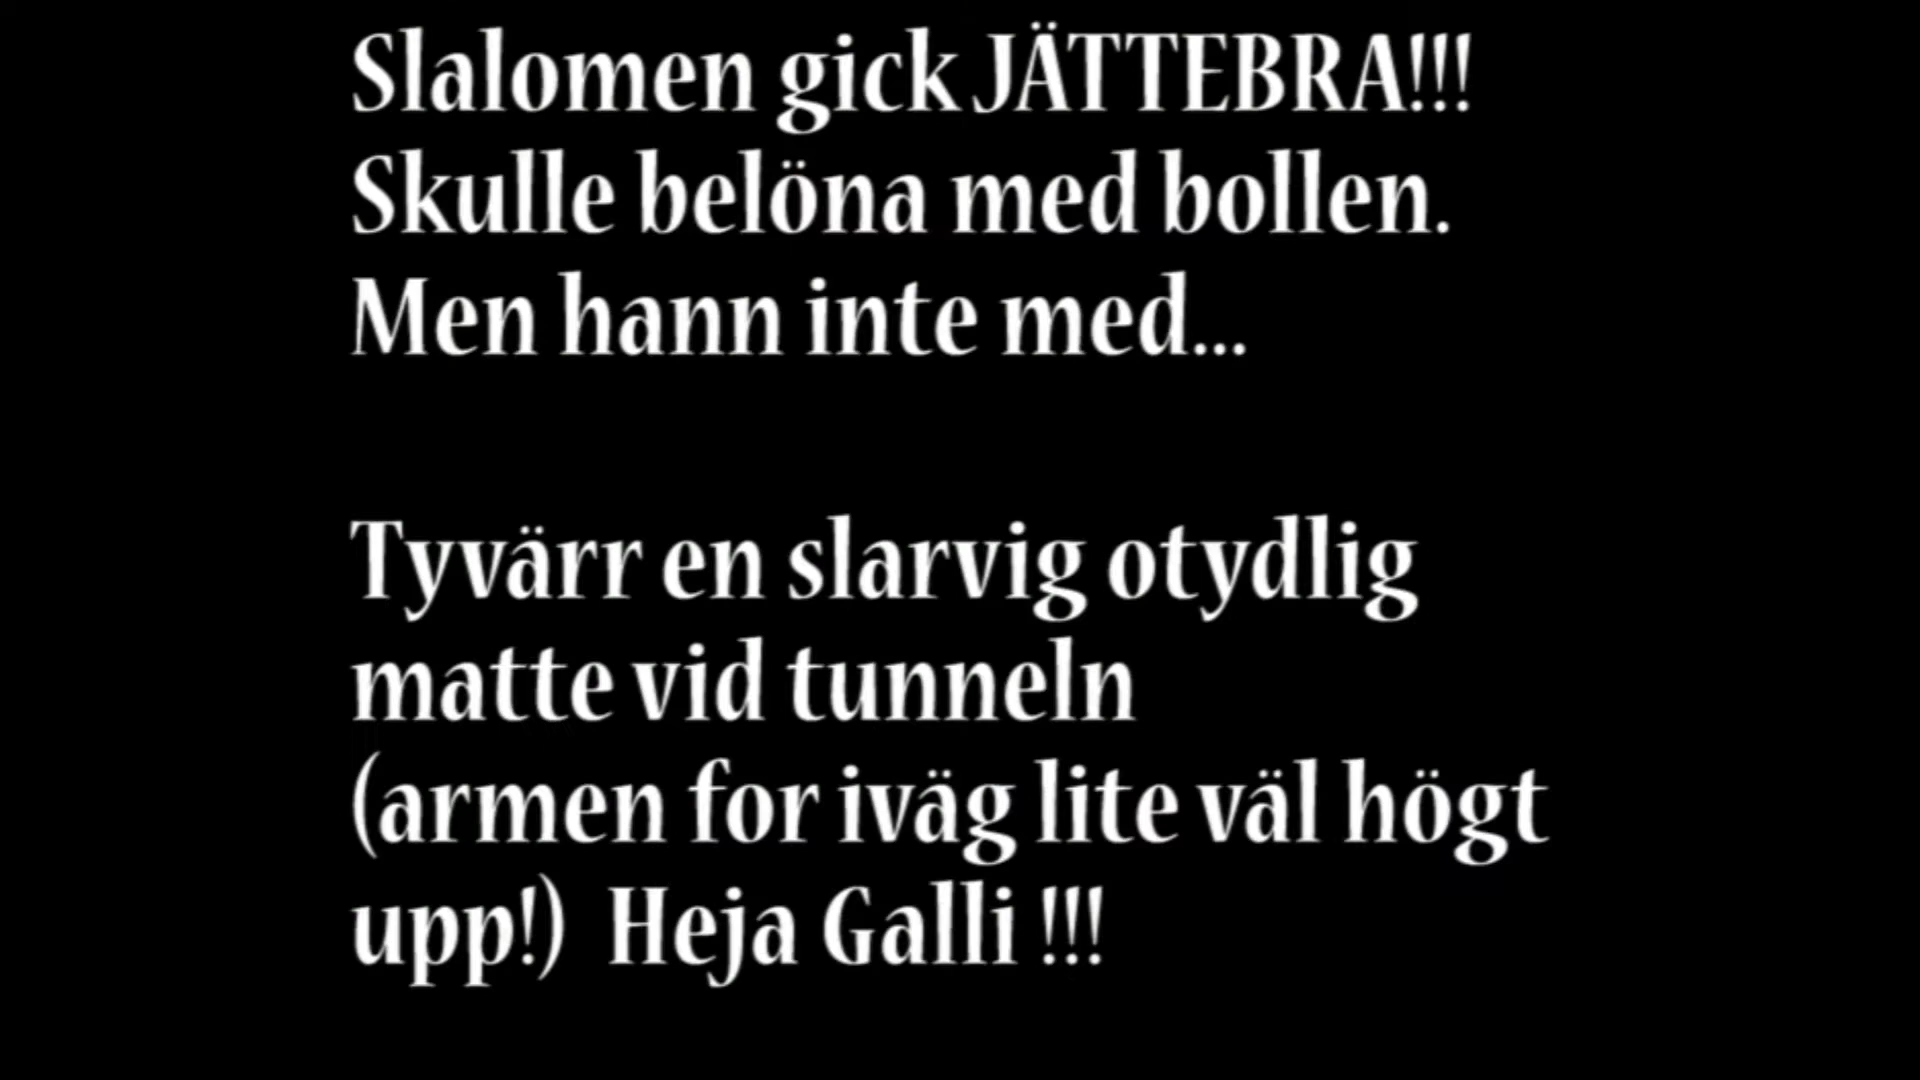 Slalomen gick JÄTTEBRA!!!
Skulle belöna med bollen.
Men hann inte med...
Tyvärr en slarvig otydlig
matte vid tunneln
(armen for iväg lite väl högt
upp!) Heja Galli !!!